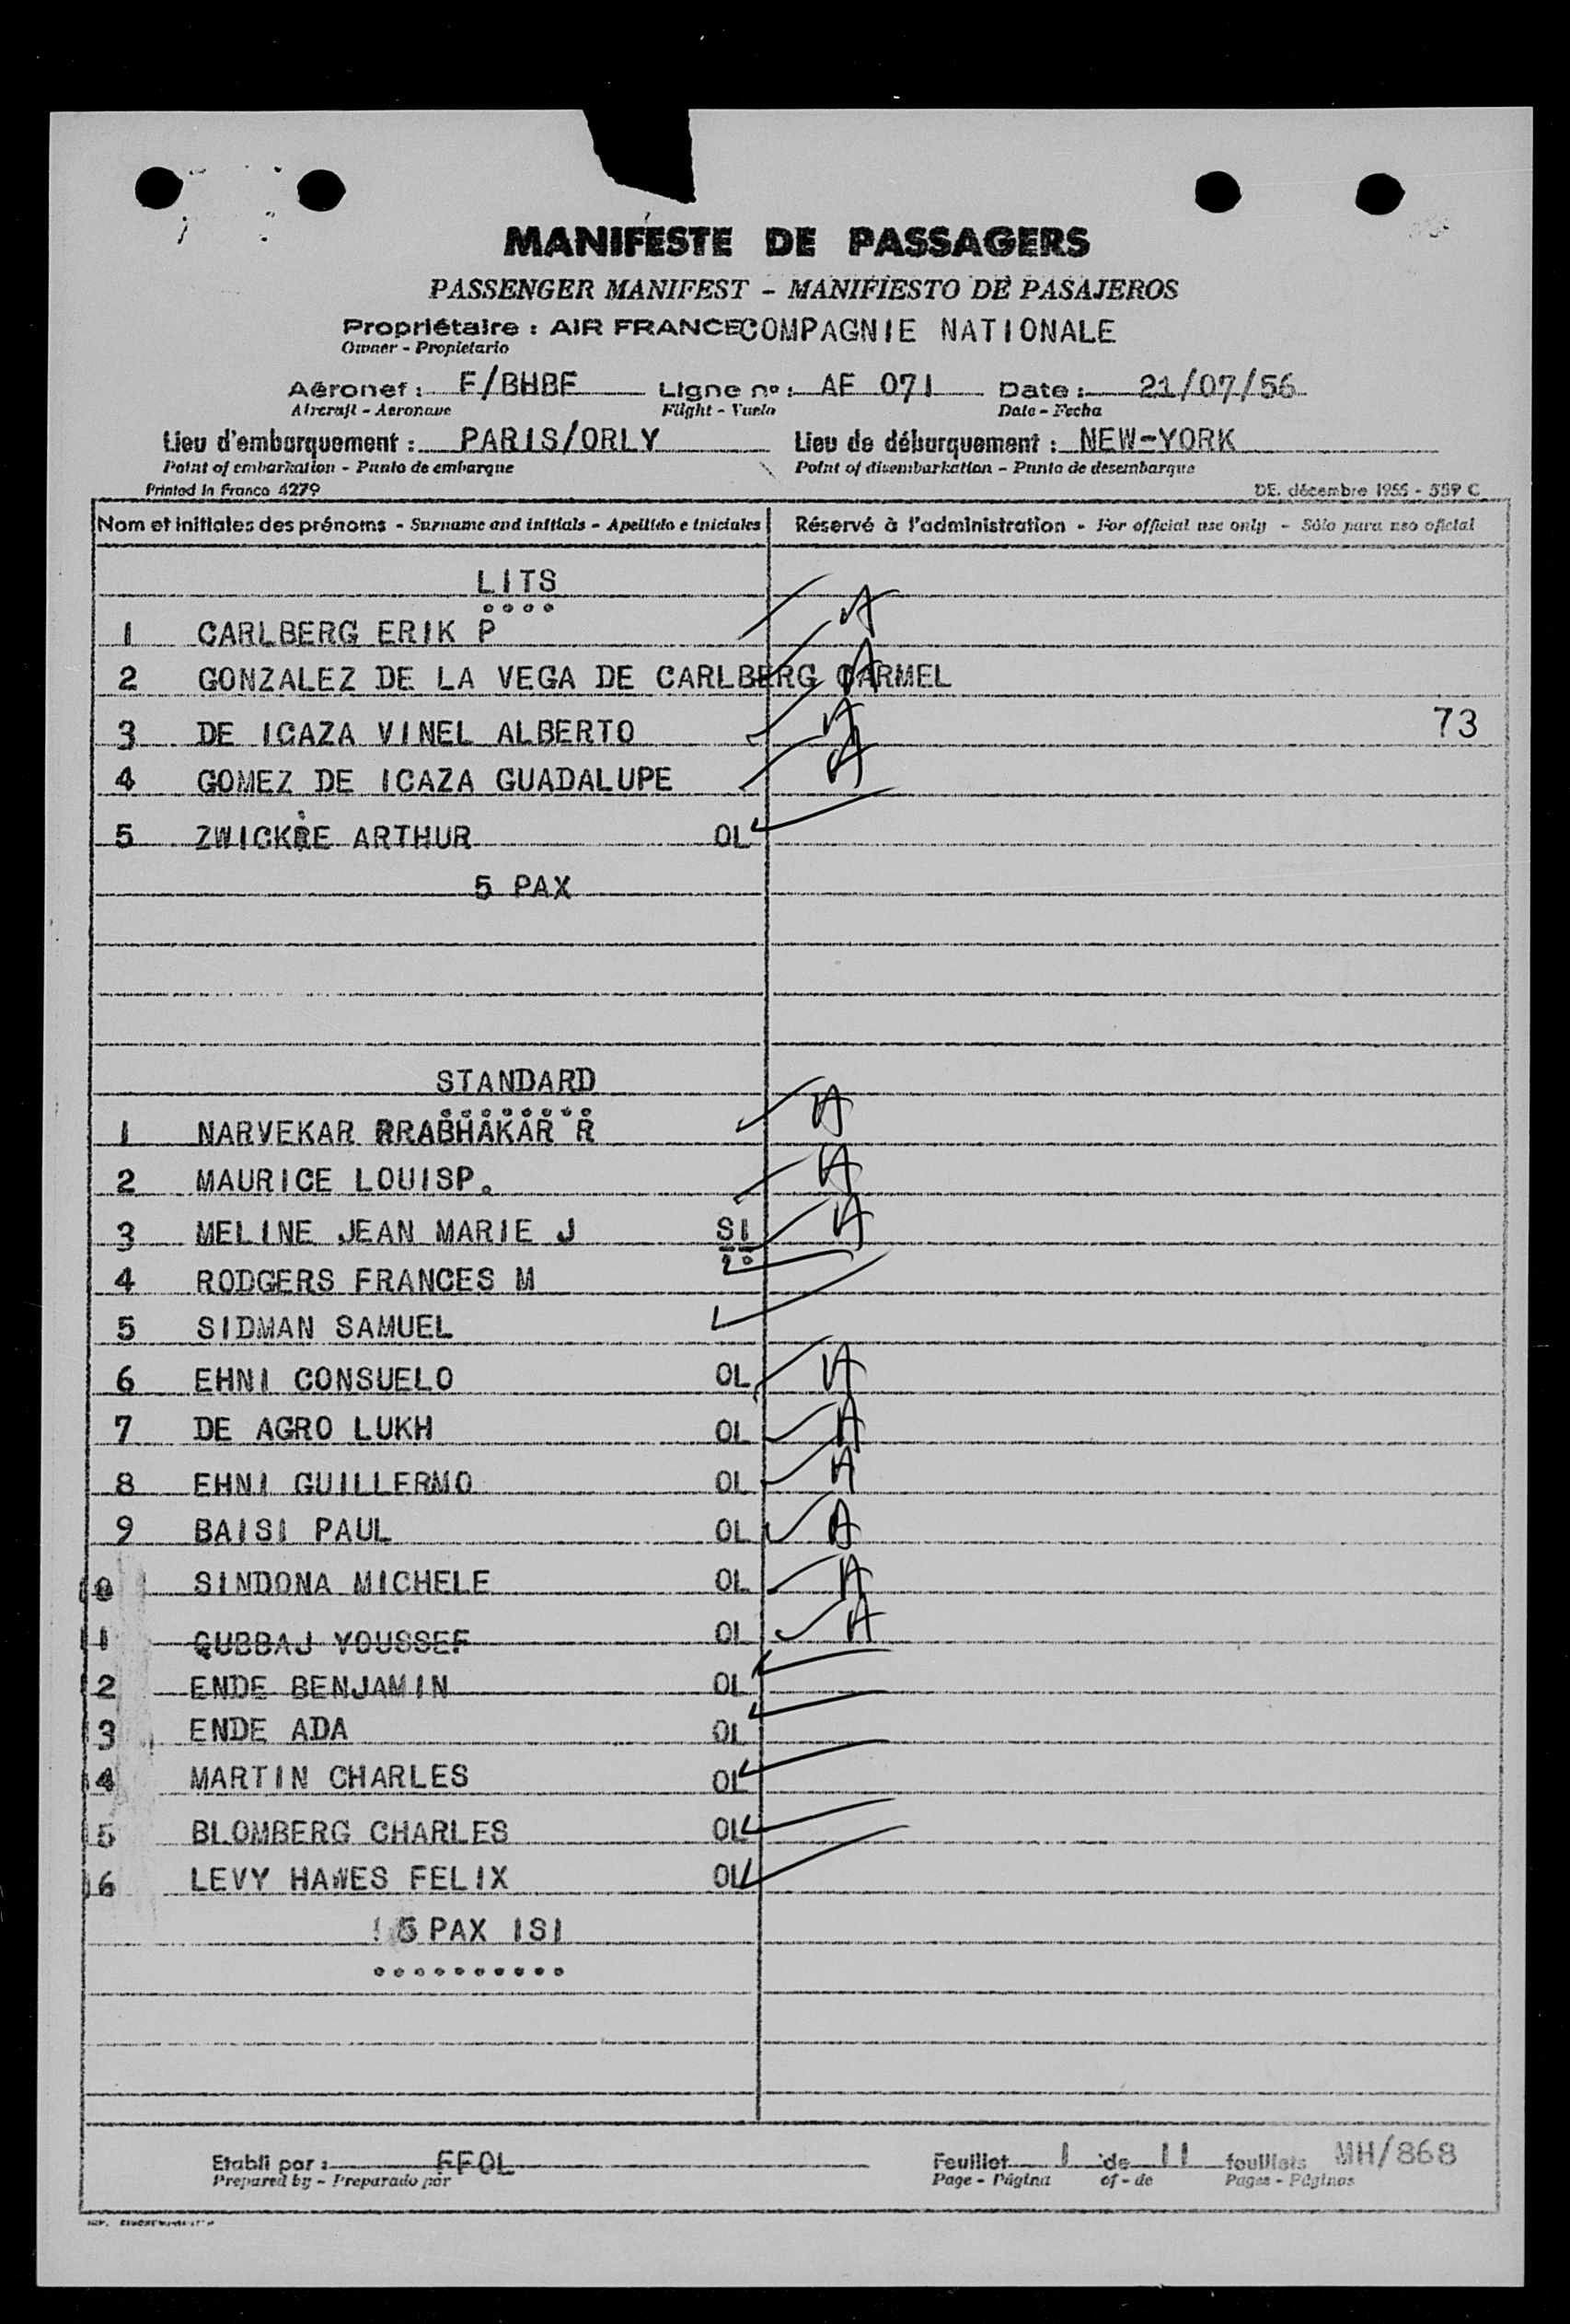 MANIFESTE DE PASSAGERS
PASSENGER MANIFEST - MANIFIESTO DE PASAJEROS
Propriétaire : AIR FRANCE COMPAGNIE NATIONALE
Owner - Propietario
Aéronef : F/BHBF Ligne nº : AF 071 Date : 21/07/56
Aircraft - Aeronave Flight - Vuelo Date - Fecha
Lieu d'embarquement : PARIS/ORLY Lieu de débarquement : NEW-YORK
Point of embarkation - Punto de embarque Point of disembarkation - Punto de desembarque
Printed in France 4279 DE. décembre 1955 - 559 C
Nom et initiales des prénoms - Surname and initials - Apellido e iniciales Réservé à l'administration - For official use only - Sólo para uso oficial
LITS
1 CARLBERG ERIK P A
2 GONZALEZ DE LA VEGA DE CARLBERG CARMEL A
3 DE ICAZA VINEL ALBERTO A 73
4 GOMEZ DE ICAZA GUADALUPE A
5 ZWICKRE ARTHUR OL
5 PAX
STANDARD
1 NARVEKAR RRABHAKAR R A
2 MAURICE LOUISP. A
3 MELINE JEAN MARIE J SI A
20
4 RODGERS FRANCES M
5 SIDMAN SAMUEL
6 EHNI CONSUELO OL A
7 DE AGRO LUKH OL A
8 EHNI GUILLERMO OL A
9 BAISI PAUL OL A
10 SINDONA MICHELE OL A
11 QUBBAJ YOUSSEF OL A
12 ENDE BENJAMIN OL
13 ENDE ADA OL
14 MARTIN CHARLES OL
15 BLOMBERG CHARLES OL
16 LEVY HAWES FELIX OL
15 PAX ISI
Etabli par : FFOL Feuillet 1 de 11 feuillets MH/868
Prepared by - Preparado por Page - Página of - de Pages - Páginas